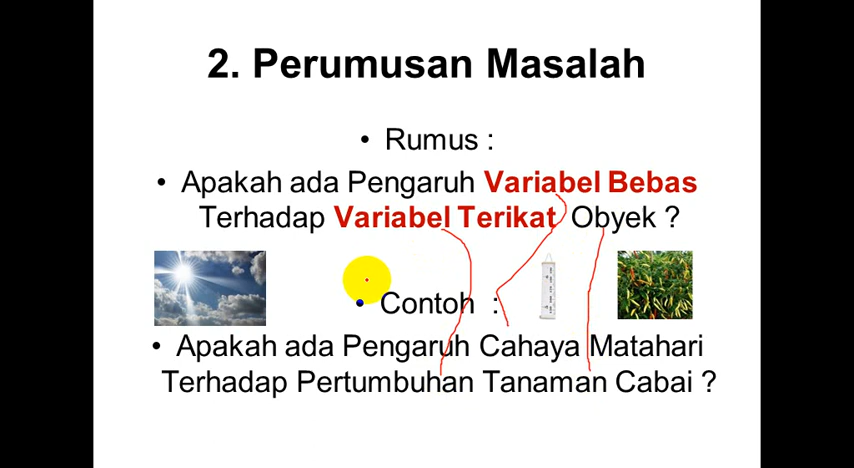 2. Perumusan Masalah
• Rumus :
• Apakah ada Pengaruh Variabel Bebas
Terhadap Variabel Terikat Obyek ?
• Contoh :
• Apakah ada Pengaruh Cahaya Matahari
Terhadap Pertumbuhan Tanaman Cabai ?